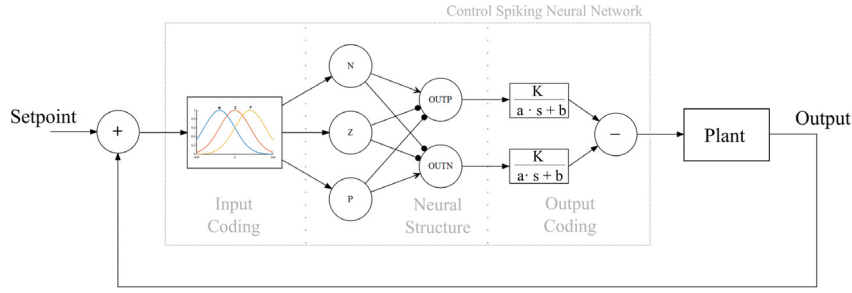 Control Spiking Neural Network
Setpoint
+
N Z P
N
Z
P
OUTP
OUTN
K
a · s + b
K
a · s + b
−
Plant
Output
Input
Coding
Neural
Structure
Output
Coding